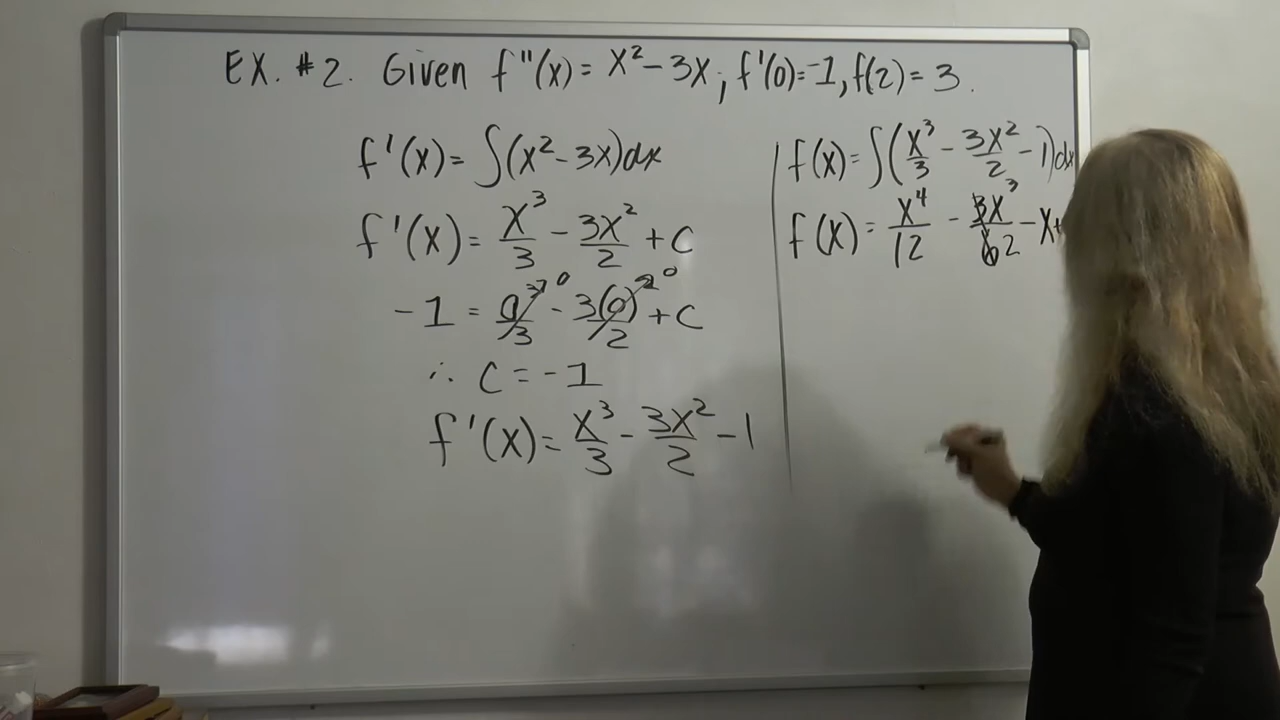 EX. #2. Given f"(x) = x² - 3x, f'(0) = -1, f(2) = 3.
f'(x) = ∫(x² - 3x)dx
f'(x) = x³/3 - 3x²/2 + C
-1 = 0³/3 - 3(0)²/2 + C
∴ C = -1
f'(x) = x³/3 - 3x²/2 - 1
f(x) = ∫(x³/3 - 3x²/2 - 1)dx
f(x) = x⁴/12 - 3x³/6 2 - x +